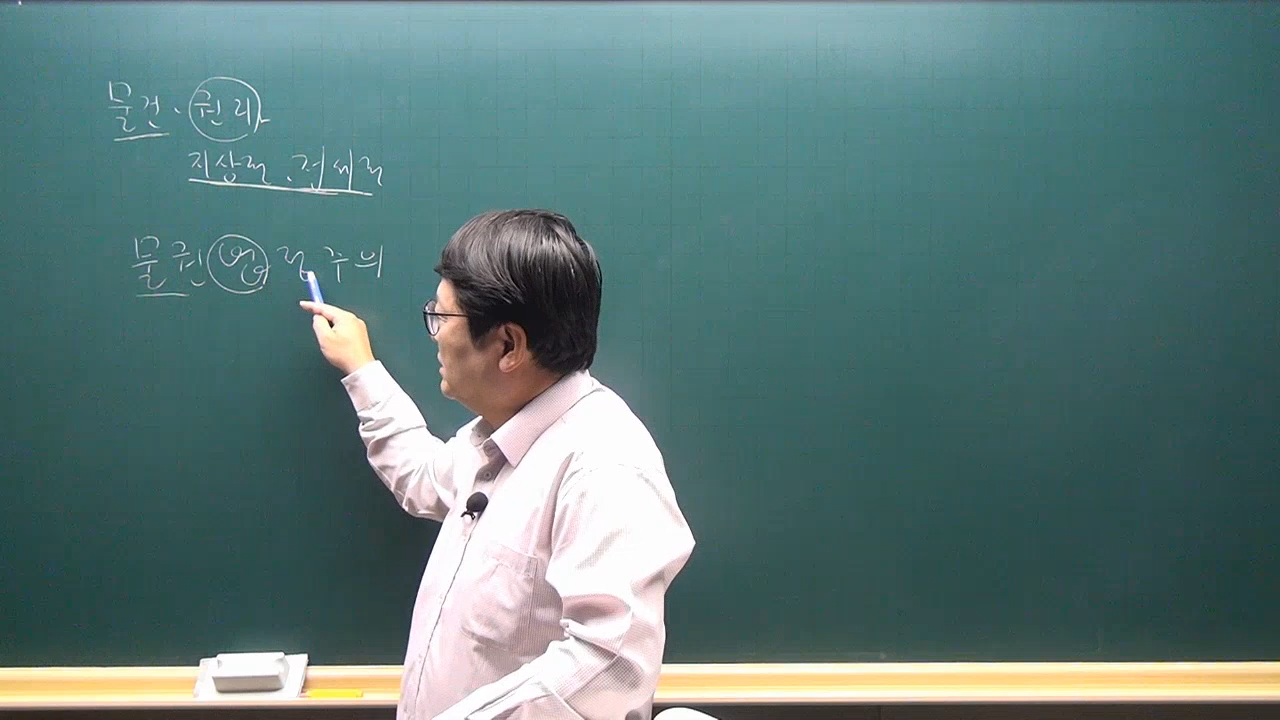 물건 · 권리
지상권 · 전세권
물권법정주의